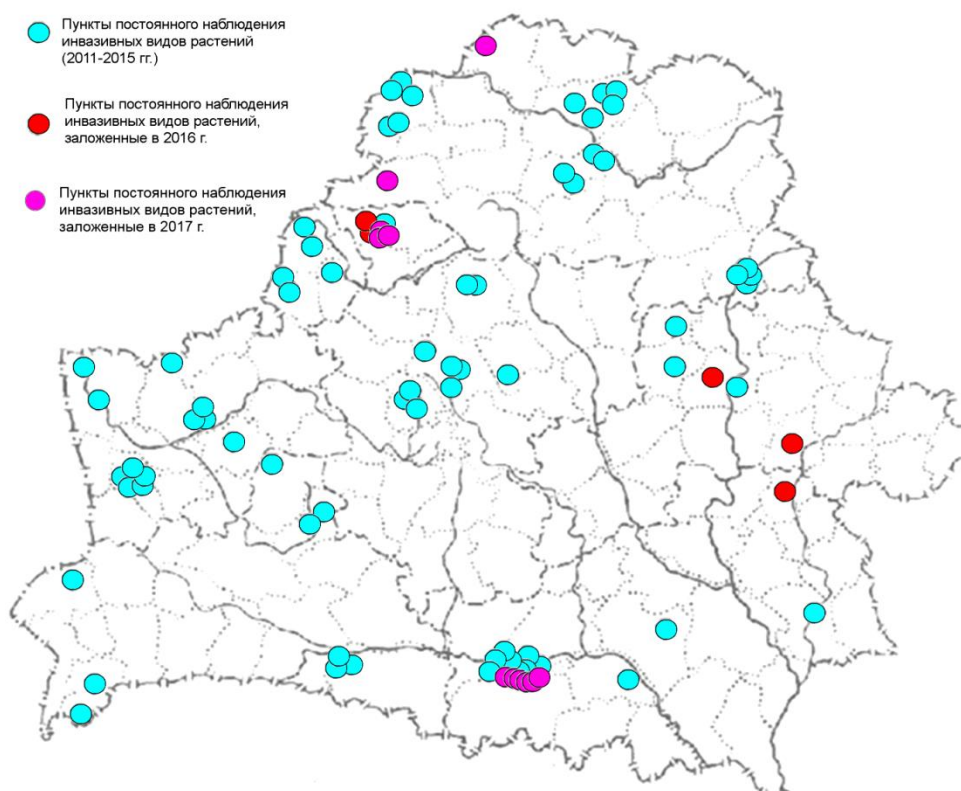 Пункты постоянного наблюдения
инвазивных видов растений
(2011-2015 гг.)
Пункты постоянного наблюдения
инвазивных видов растений,
заложенные в 2016 г.
Пункты постоянного наблюдения
инвазивных видов растений,
заложенные в 2017 г.